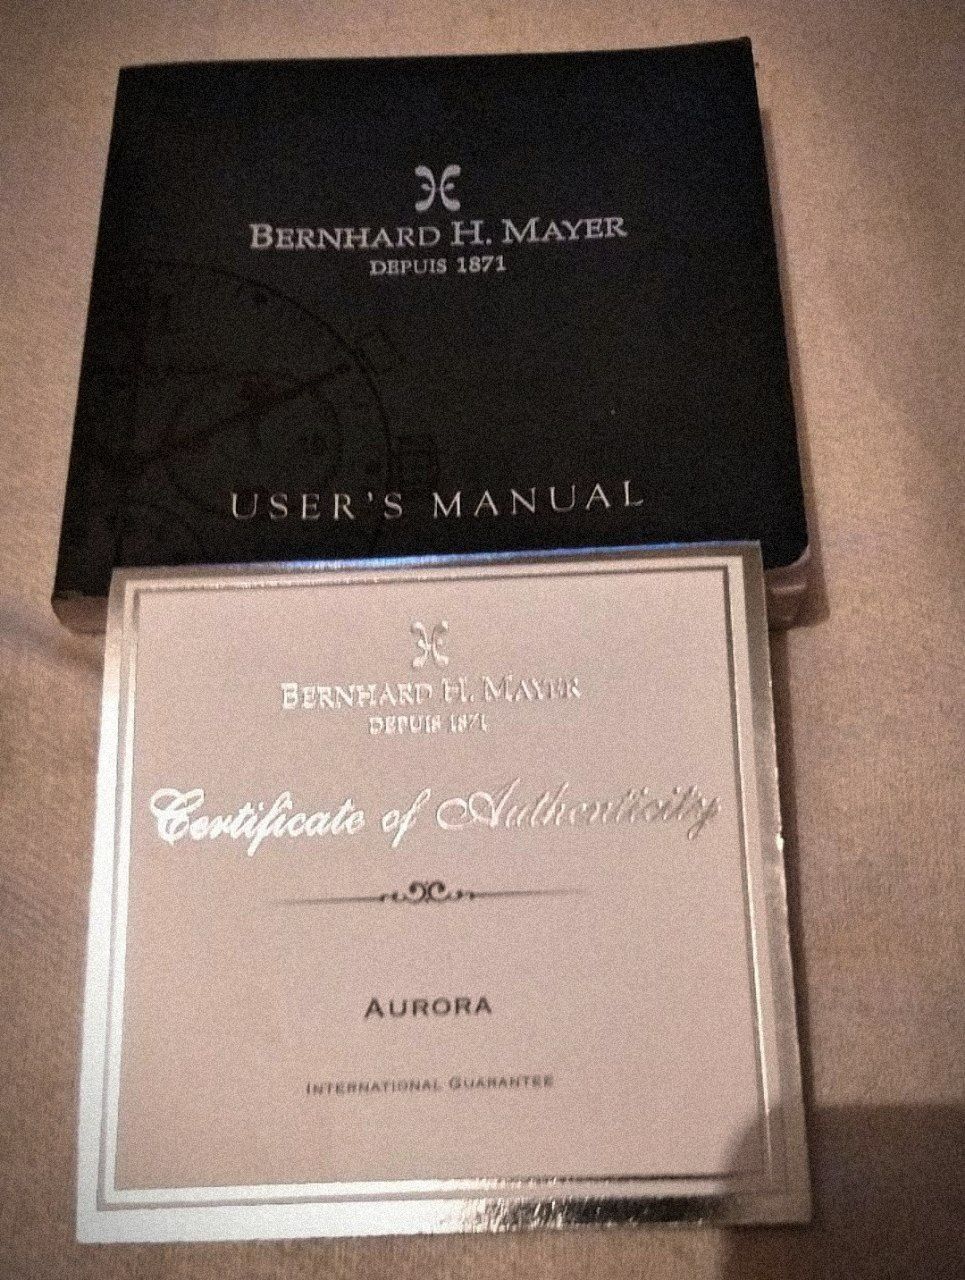 BERNHARD H. MAYER
DEPUIS 1871
USER'S MANUAL
BERNHARD H. MAYER
DEPUIS 1871
Certificate of Authenticity
AURORA
INTERNATIONAL GUARANTEE